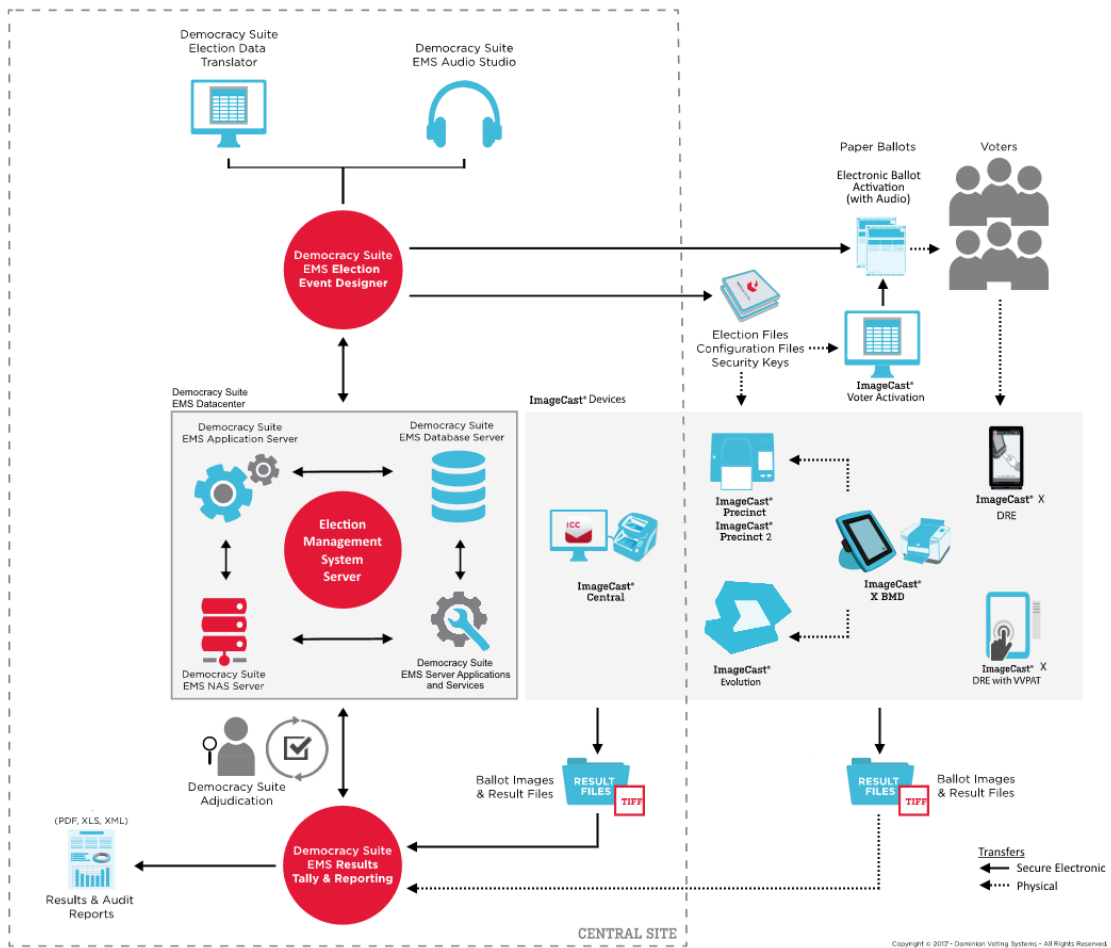 Democracy Suite
Election Data
Translator
Democracy Suite
EMS Audio Studio
Paper Ballots
Voters
Electronic Ballot
Activation
(with Audio)
Democracy Suite
EMS Election
Event Designer
Election Files
Configuration Files
Security Keys
ImageCast®
Voter Activation
Democracy Suite
EMS Datacenter
ImageCast® Devices
Democracy Suite
EMS Application Server
Democracy Suite
EMS Database Server
Election
Management
System
Server
Democracy Suite
EMS NAS Server
Democracy Suite
EMS Server Applications
and Services
ICC
ImageCast®
Central
ImageCast®
Precinct
ImageCast®
Precinct 2
ImageCast®
X BMD
ImageCast® X
DRE
ImageCast®
Evolution
ImageCast® X
DRE with VVPAT
Democracy Suite
Adjudication
Ballot Images
& Result Files
RESULT
FILES
TIFF
RESULT
FILES
TIFF
Ballot Images
& Result Files
(PDF, XLS, XML)
Democracy Suite
EMS Results
Tally & Reporting
Results & Audit
Reports
Transfers
Secure Electronic
Physical
CENTRAL SITE
Copyright © 2017 • Dominion Voting Systems • All Rights Reserved